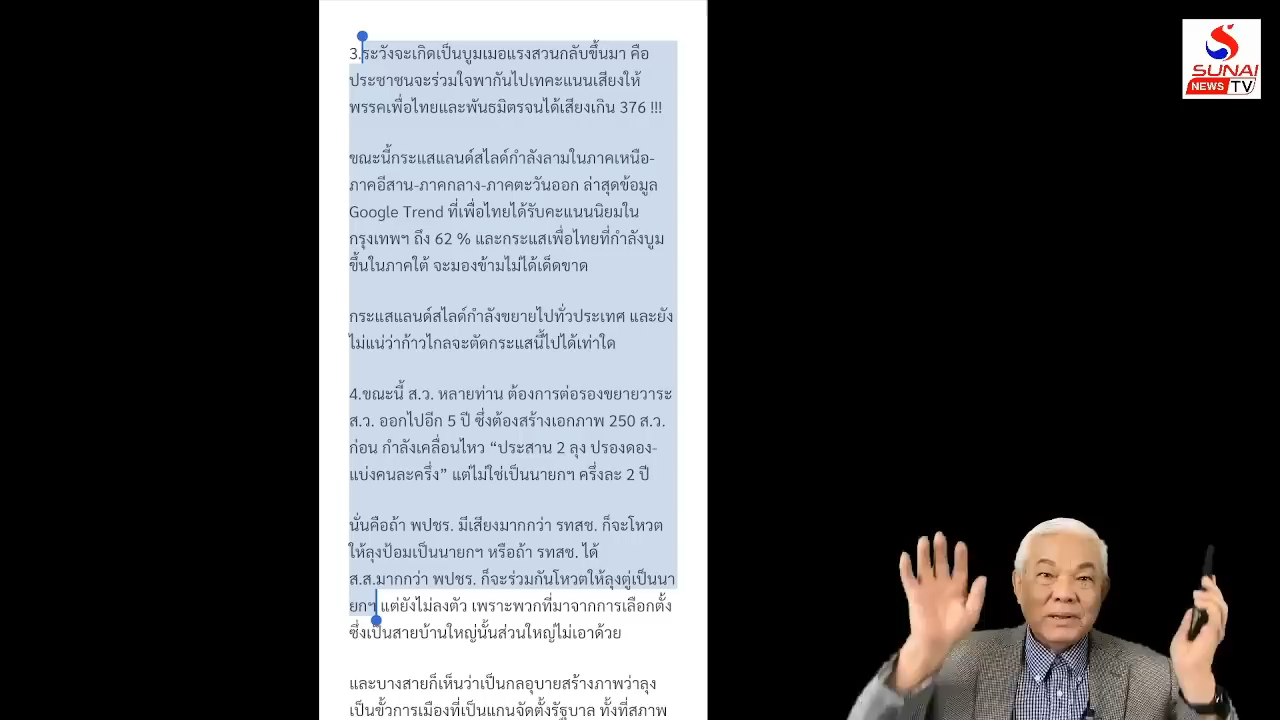 3.ระวังจะเกิดเป็นบูมเมอแรงสวนกลับขึ้นมา คือ
ประชาชนจะร่วมใจพากันไปเทคะแนนเสียงให้
พรรคเพื่อไทยและพันธมิตรจนได้เสียงเกิน 376 !!!
ขณะนี้กระแสแลนด์สไลด์กำลังลามในภาคเหนือ-
ภาคอีสาน-ภาคกลาง-ภาคตะวันออก ล่าสุดข้อมูล
Google Trend ที่เพื่อไทยได้รับคะแนนนิยมใน
กรุงเทพฯ ถึง 62 % และกระแสเพื่อไทยที่กำลังบูม
ขึ้นในภาคใต้ จะมองข้ามไม่ได้เด็ดขาด
กระแสแลนด์สไลด์กำลังขยายไปทั่วประเทศ และยัง
ไม่แน่ว่าก้าวไกลจะตัดกระแสนี้ไปได้เท่าใด
4.ขณะนี้ ส.ว. หลายท่าน ต้องการต่อรองขยายวาระ
ส.ว. ออกไปอีก 5 ปี ซึ่งต้องสร้างเอกภาพ 250 ส.ว.
ก่อน กำลังเคลื่อนไหว “ประสาน 2 ลุง ปรองดอง-
แบ่งคนละครึ่ง” แต่ไม่ใช่เป็นนายกฯ ครึ่งละ 2 ปี
นั่นคือถ้า พปชร. มีเสียงมากกว่า รทสช. ก็จะโหวต
ให้ลุงป้อมเป็นนายกฯ หรือถ้า รทสช. ได้
ส.ส.มากกว่า พปชร. ก็จะร่วมกันโหวตให้ลุงตู่เป็นนา
ยกฯ แต่ยังไม่ลงตัว เพราะพวกที่มาจากการเลือกตั้ง
ซึ่งเป็นสายบ้านใหญ่นั้นส่วนใหญ่ไม่เอาด้วย
และบางสายก็เห็นว่าเป็นกลอุบายสร้างภาพว่าลุง
เป็นขั้วการเมืองที่เป็นแกนจัดตั้งรัฐบาล ทั้งที่สภาพ
SUNAI
NEWS TV